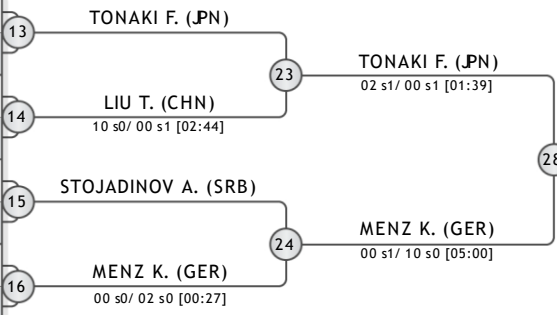 13
TONAKI F. (JPN)
23
TONAKI F. (JPN)
02 s1/ 00 s1 [01:39]
14
LIU T. (CHN)
10 s0/ 00 s1 [02:44]
28
15
STOJADINOV A. (SRB)
24
MENZ K. (GER)
00 s1/ 10 s0 [05:00]
16
MENZ K. (GER)
00 s0/ 02 s0 [00:27]